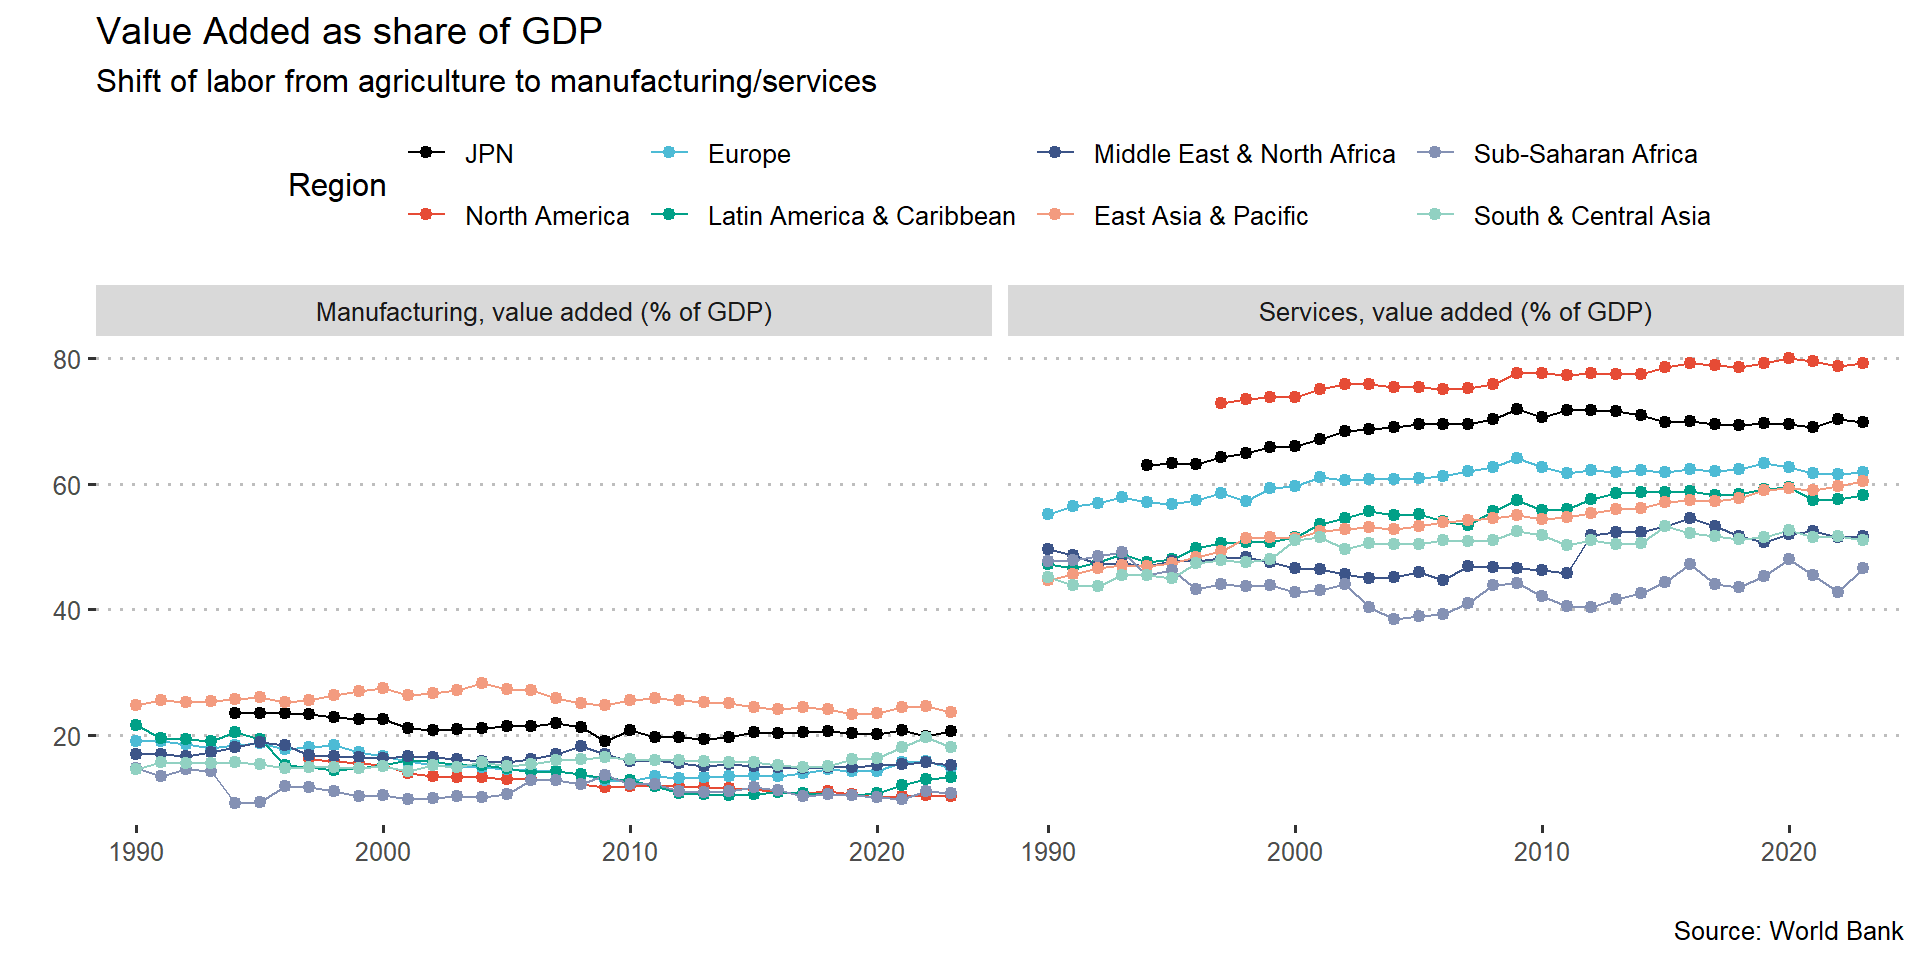 Value Added as share of GDP
Shift of labor from agriculture to manufacturing/services
Region
JPN
Europe
Middle East & North Africa
Sub-Saharan Africa
North America
Latin America & Caribbean
East Asia & Pacific
South & Central Asia
Manufacturing, value added (% of GDP)
Services, value added (% of GDP)
80
60
40
20
1990
2000
2010
2020
1990
2000
2010
2020
Source: World Bank